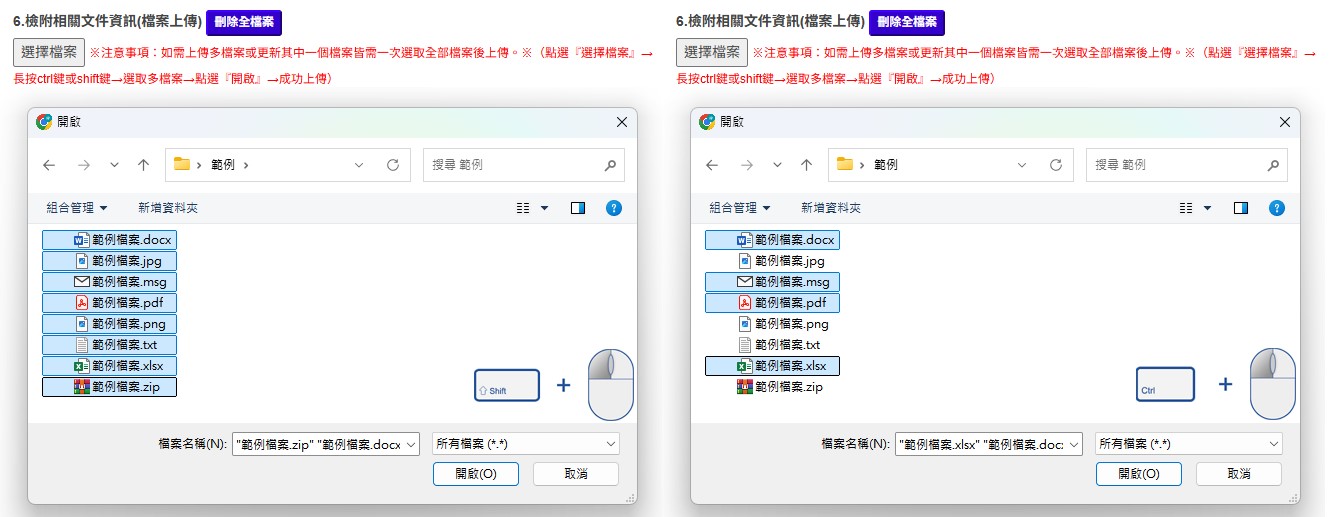 6.檢附相關文件資訊(檔案上傳) 刪除全檔案
選擇檔案 ※注意事項：如需上傳多檔案或更新其中一個檔案皆需一次選取全部檔案後上傳。※（點選『選擇檔案』→
長按ctrl鍵或shift鍵→選取多檔案→點選『開啟』→成功上傳）
開啟
範例
搜尋 範例
組合管理 新增資料夾
範例檔案.docx
範例檔案.jpg
範例檔案.msg
範例檔案.pdf
範例檔案.png
範例檔案.txt
範例檔案.xlsx
範例檔案.zip
Shift +
檔案名稱(N): "範例檔案.zip" "範例檔案.docx 所有檔案 (*.*)
開啟(O) 取消
6.檢附相關文件資訊(檔案上傳) 刪除全檔案
選擇檔案 ※注意事項：如需上傳多檔案或更新其中一個檔案皆需一次選取全部檔案後上傳。※（點選『選擇檔案』→
長按ctrl鍵或shift鍵→選取多檔案→點選『開啟』→成功上傳）
開啟
範例
搜尋 範例
組合管理 新增資料夾
範例檔案.docx
範例檔案.jpg
範例檔案.msg
範例檔案.pdf
範例檔案.png
範例檔案.txt
範例檔案.xlsx
範例檔案.zip
Ctrl +
檔案名稱(N): "範例檔案.xlsx" "範例檔案.doc 所有檔案 (*.*)
開啟(O) 取消